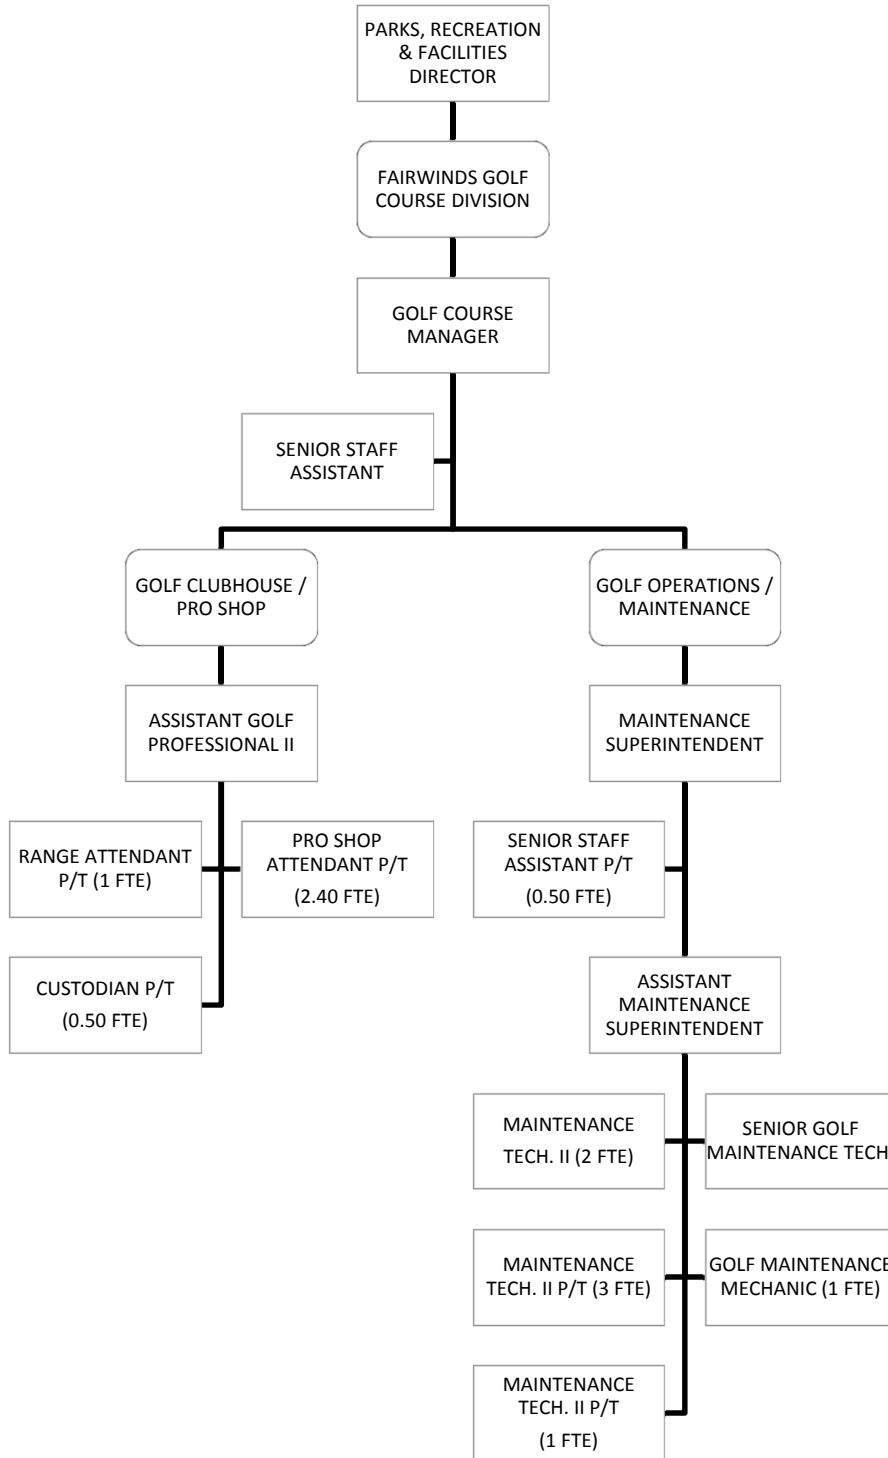 PARKS, RECREATION
& FACILITIES
DIRECTOR
FAIRWINDS GOLF
COURSE DIVISION
GOLF COURSE
MANAGER
SENIOR STAFF
ASSISTANT
GOLF CLUBHOUSE /
PRO SHOP
GOLF OPERATIONS /
MAINTENANCE
ASSISTANT GOLF
PROFESSIONAL II
MAINTENANCE
SUPERINTENDENT
RANGE ATTENDANT
P/T (1 FTE)
PRO SHOP
ATTENDANT P/T
(2.40 FTE)
SENIOR STAFF
ASSISTANT P/T
(0.50 FTE)
CUSTODIAN P/T
(0.50 FTE)
ASSISTANT
MAINTENANCE
SUPERINTENDENT
MAINTENANCE
TECH. II (2 FTE)
SENIOR GOLF
MAINTENANCE TECH
MAINTENANCE
TECH. II P/T (3 FTE)
GOLF MAINTENANCE
MECHANIC (1 FTE)
MAINTENANCE
TECH. II P/T
(1 FTE)